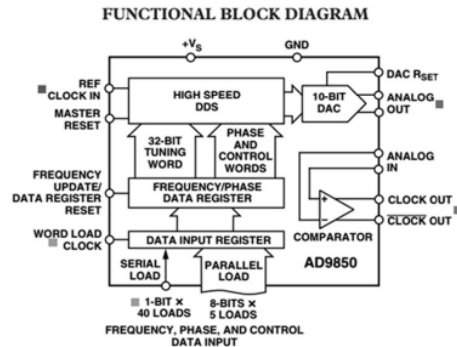 FUNCTIONAL BLOCK DIAGRAM
+VS
GND
REF
CLOCK IN
MASTER
RESET
FREQUENCY
UPDATE/
DATA REGISTER
RESET
WORD LOAD
CLOCK
HIGH SPEED
DDS
10-BIT
DAC
DAC RSET
ANALOG
OUT
32-BIT
TUNING
WORD
PHASE
AND
CONTROL
WORDS
ANALOG
IN
FREQUENCY/PHASE
DATA REGISTER
+
–
CLOCK OUT
CLOCK OUT
COMPARATOR
DATA INPUT REGISTER
SERIAL
LOAD
PARALLEL
LOAD
AD9850
1-BIT ×
40 LOADS
8-BITS ×
5 LOADS
FREQUENCY, PHASE, AND CONTROL
DATA INPUT